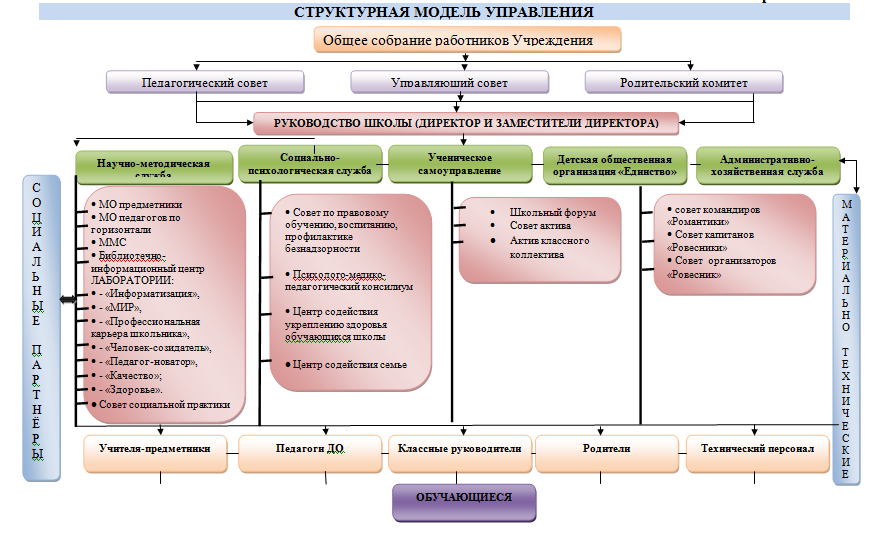 СТРУКТУРНАЯ МОДЕЛЬ УПРАВЛЕНИЯ
Общее собрание работников Учреждения
Педагогический совет
Управляющий совет
Родительский комитет
РУКОВОДСТВО ШКОЛЫ (ДИРЕКТОР И ЗАМЕСТИТЕЛИ ДИРЕКТОРА)
Научно-методическая
служба
Социально-
психологическая служба
Ученическое
самоуправление
Детская общественная
организация «Единство»
Административно-
хозяйственная служба
СОЦИАЛЬНЫЕ ПАРТНЁРЫ
• МО предметники
• МО педагогов по
горизонтали
• ММС
• Библиотечно-
информационный центр
ЛАБОРАТОРИИ:
• - «Информатизация»,
• - «МИР»,
• - «Профессиональная
карьера школьника»,
• - «Человек-созидатель»,
• - «Педагог-новатор»,
• - «Качество»;
• - «Здоровье».
• Совет социальной практики
• Совет по правовому
обучению, воспитанию,
профилактике
безнадзорности
• Психолого-медико-
педагогический консилиум
• Центр содействия
укреплению здоровья
обучающихся школы
• Центр содействия семье
• Школьный форум
• Совет актива
• Актив классного
коллектива
• совет командиров
«Романтики»
• Совет капитанов
«Ровесники»
• Совет организаторов
«Ровесник»
МАТЕРИАЛЬНО ТЕХНИЧЕСКИЕ
Учителя-предметники
Педагоги ДО
Классные руководители
Родители
Технический персонал
ОБУЧАЮЩИЕСЯ